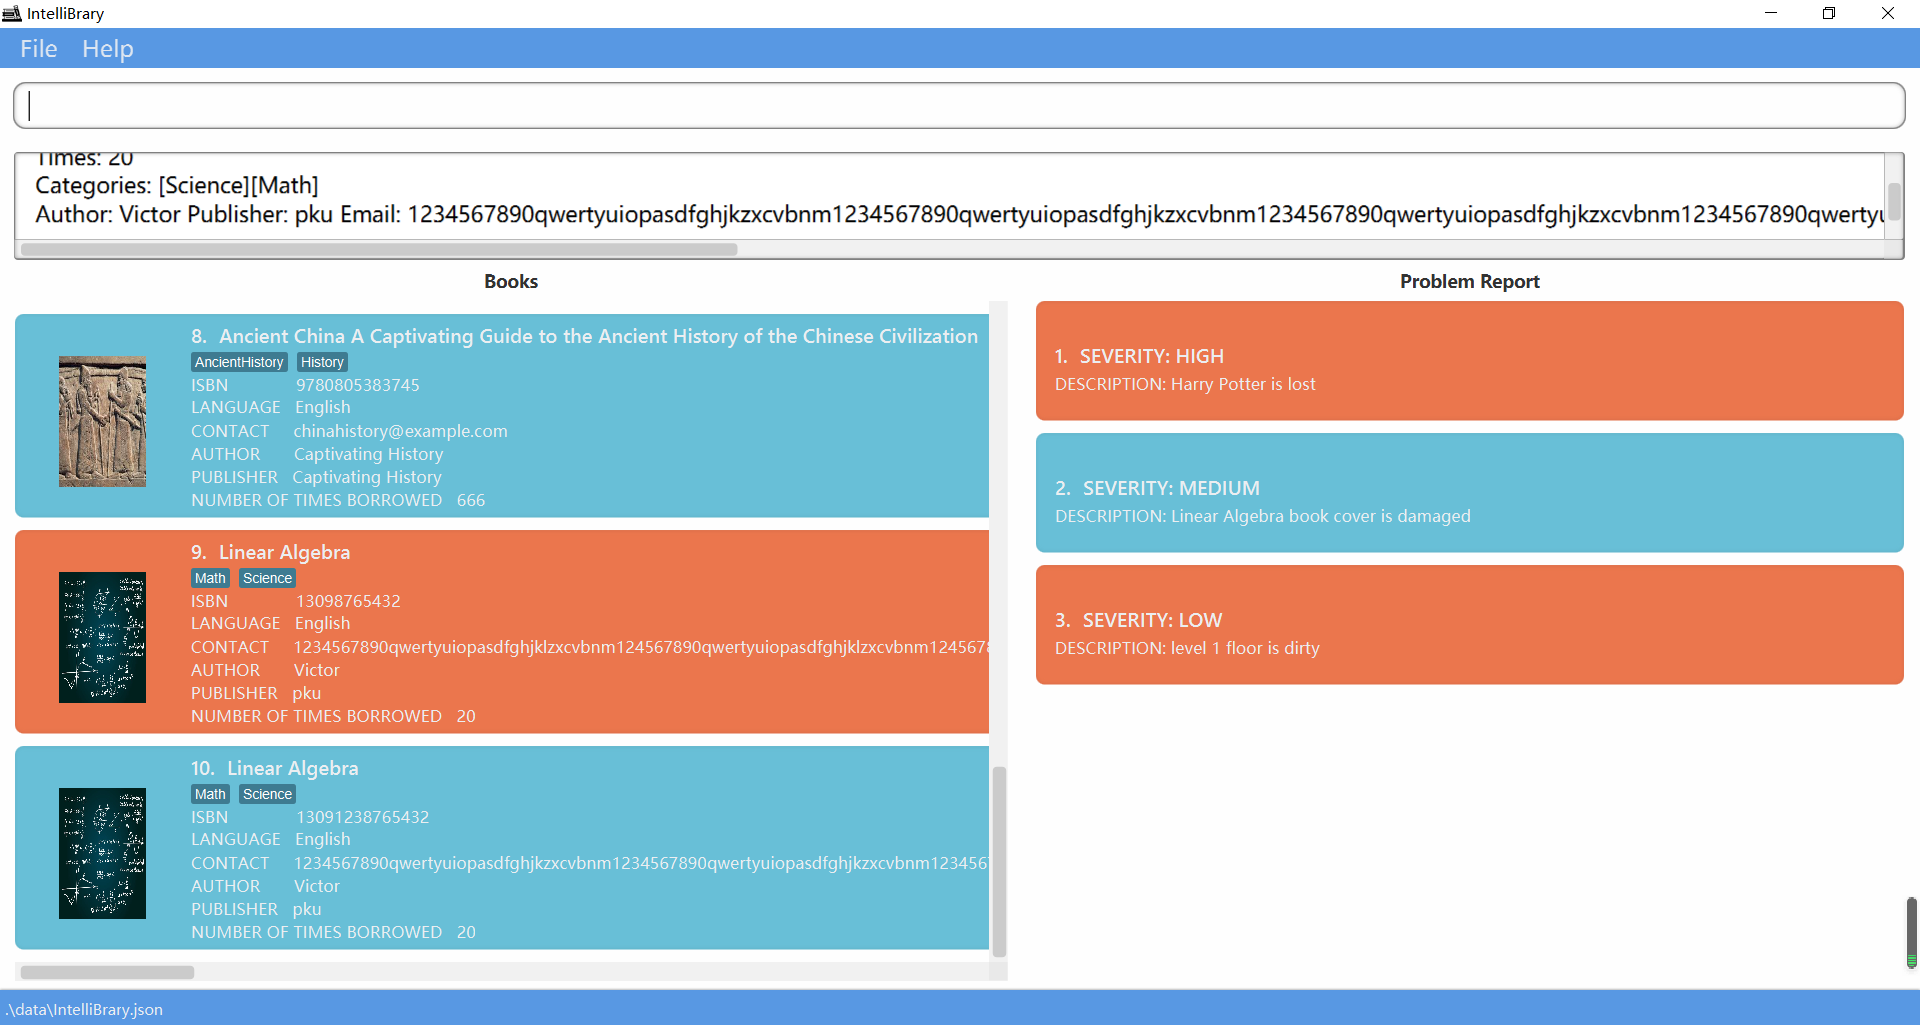 IntelliBrary
File Help
Times: 20
Categories: [Science][Math]
Author: Victor Publisher: pku Email: 1234567890qwertyuiopasdfghjkzxcvbnm1234567890qwertyuiopasdfghjkzxcvbnm1234567890qwertyuiopasdfghjkzxcvbnm1234567890qwertyu
Books
8. Ancient China A Captivating Guide to the Ancient History of the Chinese Civilization
AncientHistory History
ISBN 9780805383745
LANGUAGE English
CONTACT chinahistory@example.com
AUTHOR Captivating History
PUBLISHER Captivating History
NUMBER OF TIMES BORROWED 666
9. Linear Algebra
Math Science
ISBN 13098765432
LANGUAGE English
CONTACT 1234567890qwertyuiopasdfghjklzxcvbnm124567890qwertyuiopasdfghjklzxcvbnm124567
AUTHOR Victor
PUBLISHER pku
NUMBER OF TIMES BORROWED 20
10. Linear Algebra
Math Science
ISBN 13091238765432
LANGUAGE English
CONTACT 1234567890qwertyuiopasdfghjkzxcvbnm1234567890qwertyuiopasdfghjkzxcvbnm123456
AUTHOR Victor
PUBLISHER pku
NUMBER OF TIMES BORROWED 20
Problem Report
1. SEVERITY: HIGH
DESCRIPTION: Harry Potter is lost
2. SEVERITY: MEDIUM
DESCRIPTION: Linear Algebra book cover is damaged
3. SEVERITY: LOW
DESCRIPTION: level 1 floor is dirty
.\data\IntelliBrary.json